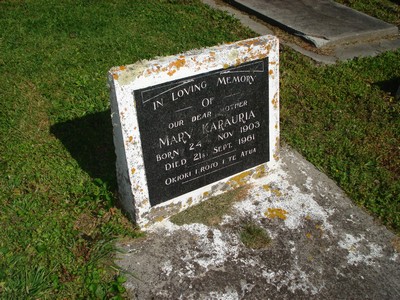 IN LOVING MEMORY
OF
OUR DEAR MOTHER
MARY KARAURIA
BORN 24 NOV 1903
DIED 21ST SEPT. 1961
OKIOKI I ROTO I TE ATUA